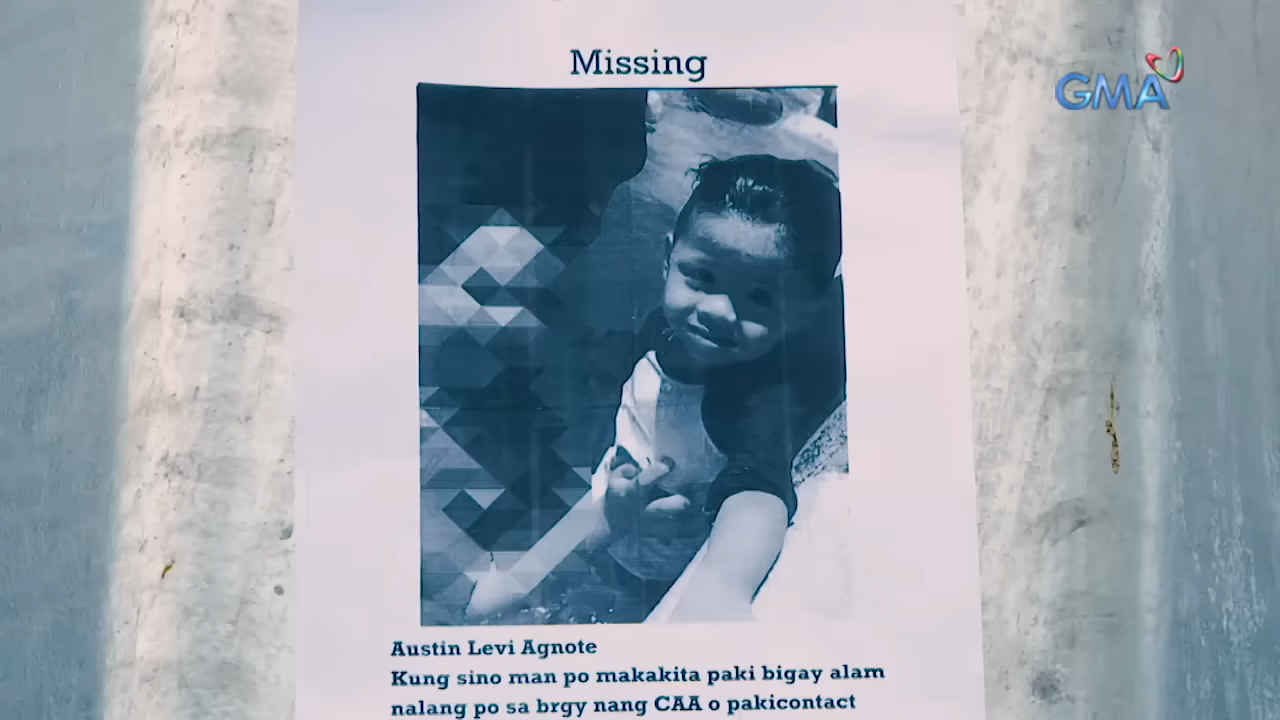 Missing
GMA
Austin Levi Agnote
Kung sino man po makakita paki bigay alam
nalang po sa brgy nang CAA o pakicontact